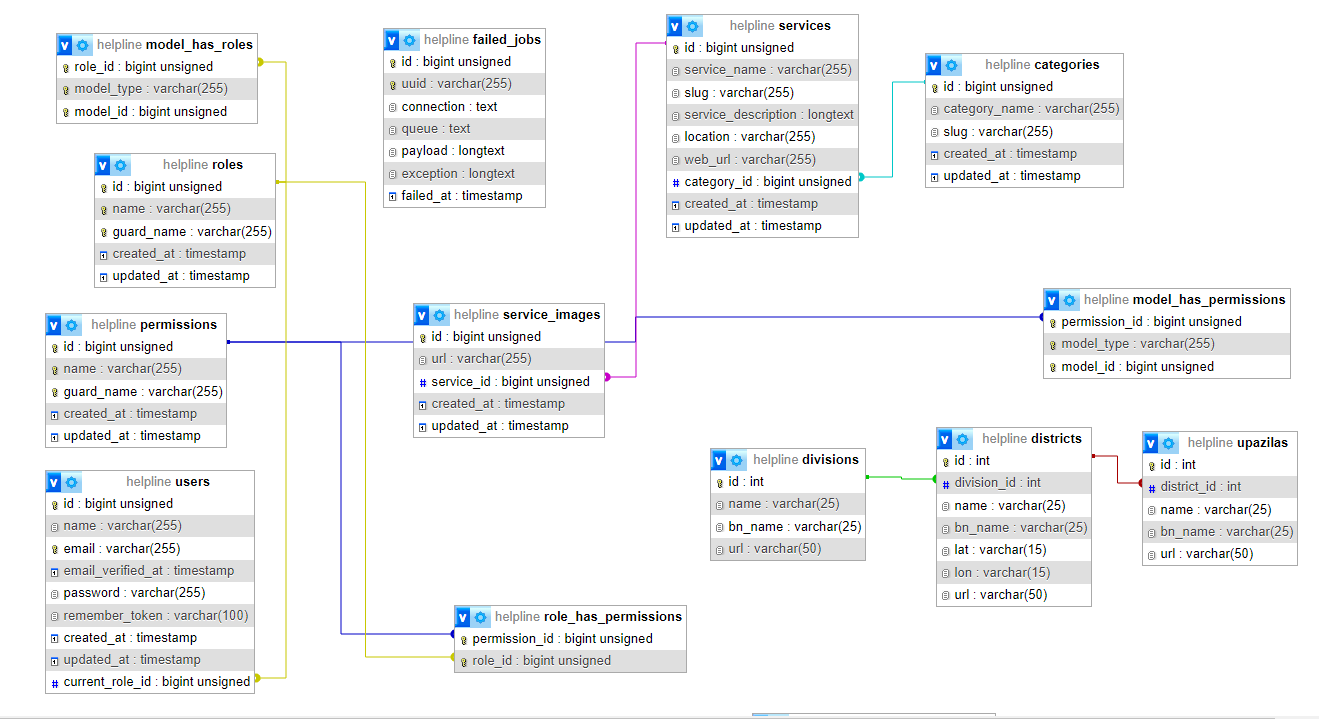 helpline model_has_roles
role_id : bigint unsigned
model_type : varchar(255)
model_id : bigint unsigned
helpline failed_jobs
id : bigint unsigned
uuid : varchar(255)
connection : text
queue : text
payload : longtext
exception : longtext
failed_at : timestamp
helpline services
id : bigint unsigned
service_name : varchar(255)
slug : varchar(255)
service_description : longtext
location : varchar(255)
web_url : varchar(255)
category_id : bigint unsigned
created_at : timestamp
updated_at : timestamp
helpline categories
id : bigint unsigned
category_name : varchar(255)
slug : varchar(255)
created_at : timestamp
updated_at : timestamp
helpline roles
id : bigint unsigned
name : varchar(255)
guard_name : varchar(255)
created_at : timestamp
updated_at : timestamp
helpline permissions
id : bigint unsigned
name : varchar(255)
guard_name : varchar(255)
created_at : timestamp
updated_at : timestamp
helpline service_images
id : bigint unsigned
url : varchar(255)
service_id : bigint unsigned
created_at : timestamp
updated_at : timestamp
helpline model_has_permissions
permission_id : bigint unsigned
model_type : varchar(255)
model_id : bigint unsigned
helpline users
id : bigint unsigned
name : varchar(255)
email : varchar(255)
email_verified_at : timestamp
password : varchar(255)
remember_token : varchar(100)
created_at : timestamp
updated_at : timestamp
current_role_id : bigint unsigned
helpline divisions
id : int
name : varchar(25)
bn_name : varchar(25)
url : varchar(50)
helpline districts
id : int
division_id : int
name : varchar(25)
bn_name : varchar(25)
lat : varchar(15)
lon : varchar(15)
url : varchar(50)
helpline upazilas
id : int
district_id : int
name : varchar(25)
bn_name : varchar(25)
url : varchar(50)
helpline role_has_permissions
permission_id : bigint unsigned
role_id : bigint unsigned